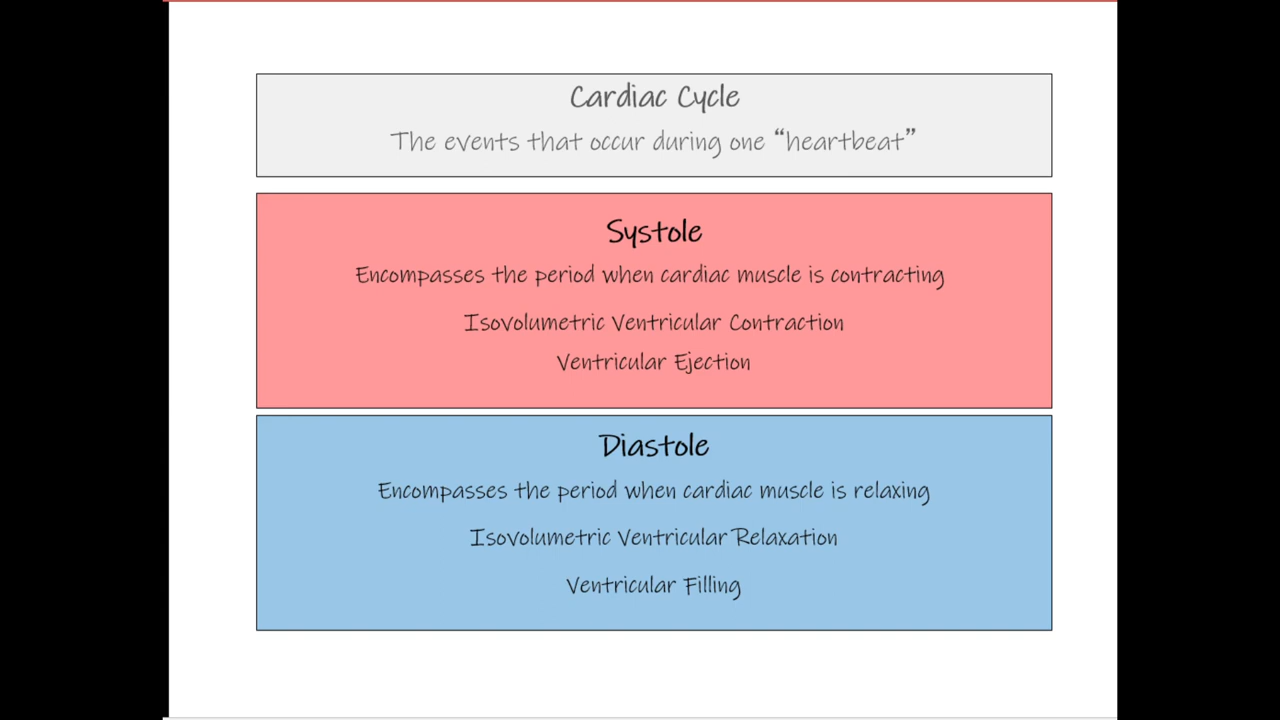 Cardiac Cycle
The events that occur during one “heartbeat”
Systole
Encompasses the period when cardiac muscle is contracting
Isovolumetric Ventricular Contraction
Ventricular Ejection
Diastole
Encompasses the period when cardiac muscle is relaxing
Isovolumetric Ventricular Relaxation
Ventricular Filling